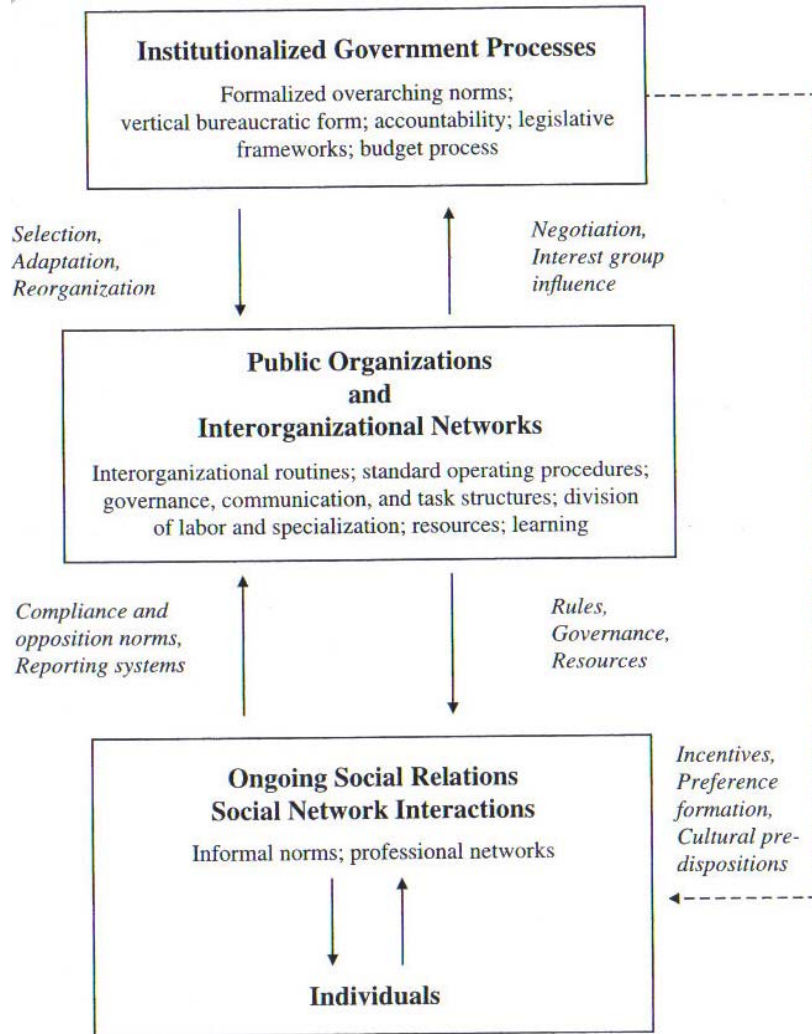 Institutionalized Government Processes
Formalized overarching norms;
vertical bureaucratic form; accountability; legislative
frameworks; budget process
Selection,
Adaptation,
Reorganization
Negotiation,
Interest group
influence
Public Organizations
and
Interorganizational Networks
Interorganizational routines; standard operating procedures;
governance, communication, and task structures; division
of labor and specialization; resources; learning
Compliance and
opposition norms,
Reporting systems
Rules,
Governance,
Resources
Ongoing Social Relations
Social Network Interactions
Informal norms; professional networks
Individuals
Incentives,
Preference
formation,
Cultural pre-
dispositions